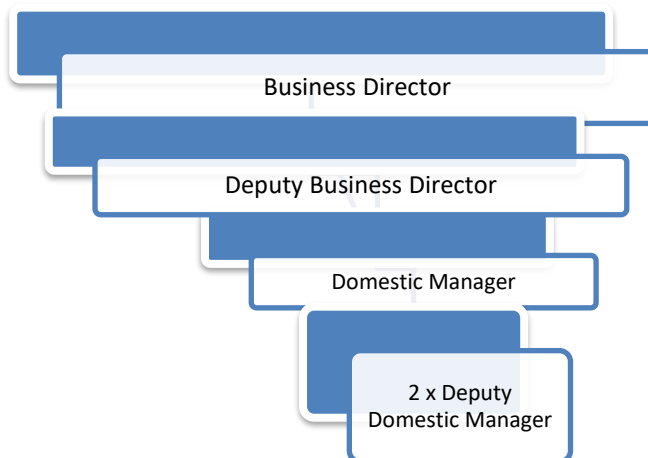 Business Director
Deputy Business Director
Domestic Manager
2 x Deputy
Domestic Manager